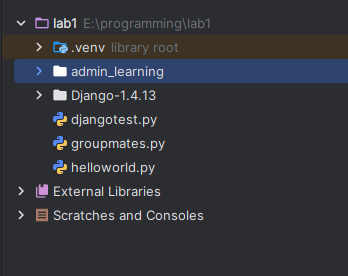 lab1 E:\programming\lab1
.venv library root
admin_learning
Django-1.4.13
djangotest.py
groupmates.py
helloworld.py
External Libraries
Scratches and Consoles